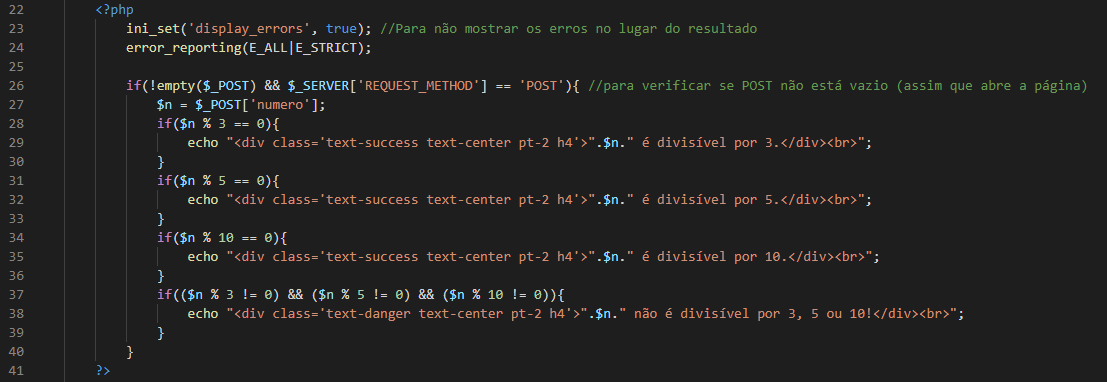 22 <?php
23 ini_set('display_errors', true); //Para não mostrar os erros no lugar do resultado
24 error_reporting(E_ALL|E_STRICT);
25
26 if(!empty($_POST) && $_SERVER['REQUEST_METHOD'] == 'POST'){ //para verificar se POST não está vazio (assim que abre a página)
27 $n = $_POST['numero'];
28 if($n % 3 == 0){
29 echo "<div class='text-success text-center pt-2 h4'>".$n." é divisível por 3.</div><br>";
30 }
31 if($n % 5 == 0){
32 echo "<div class='text-success text-center pt-2 h4'>".$n." é divisível por 5.</div><br>";
33 }
34 if($n % 10 == 0){
35 echo "<div class='text-success text-center pt-2 h4'>".$n." é divisível por 10.</div><br>";
36 }
37 if(($n % 3 != 0) && ($n % 5 != 0) && ($n % 10 != 0)){
38 echo "<div class='text-danger text-center pt-2 h4'>".$n." não é divisível por 3, 5 ou 10!</div><br>";
39 }
40 }
41 ?>